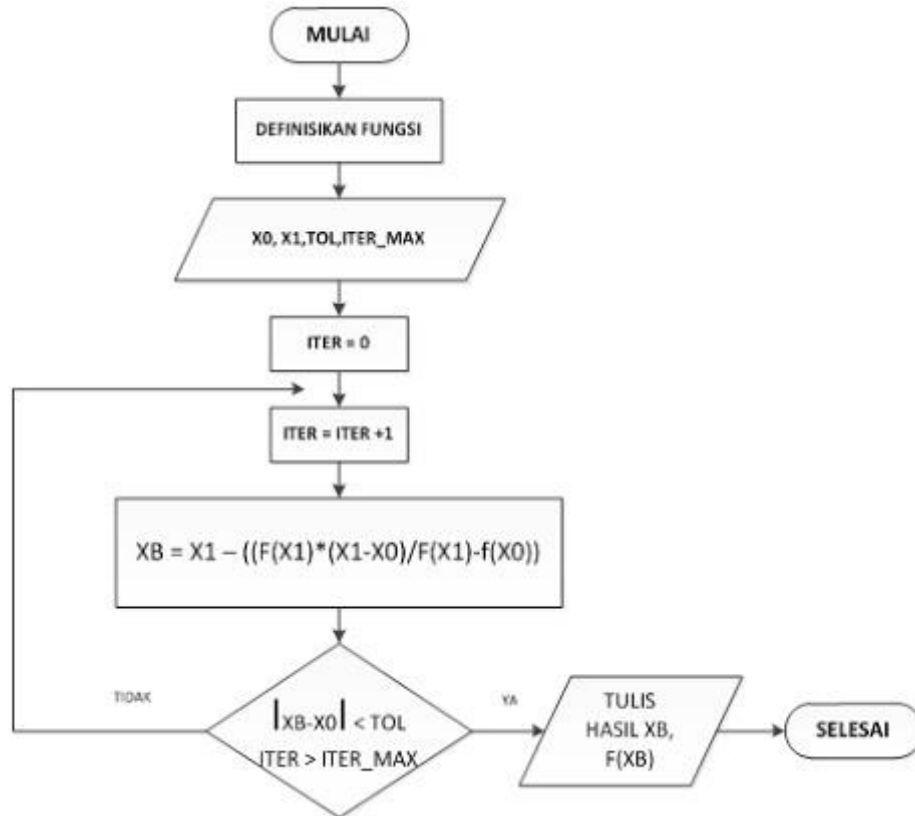 MULAI
DEFINISIKAN FUNGSI
X0, X1,TOL,ITER_MAX
ITER = 0
ITER = ITER +1
XB = X1 – ((F(X1)*(X1-X0)/F(X1)-f(X0))
TIDAK
|XB-X0| < TOL
ITER > ITER_MAX
YA
TULIS
HASIL XB,
F(XB)
SELESAI